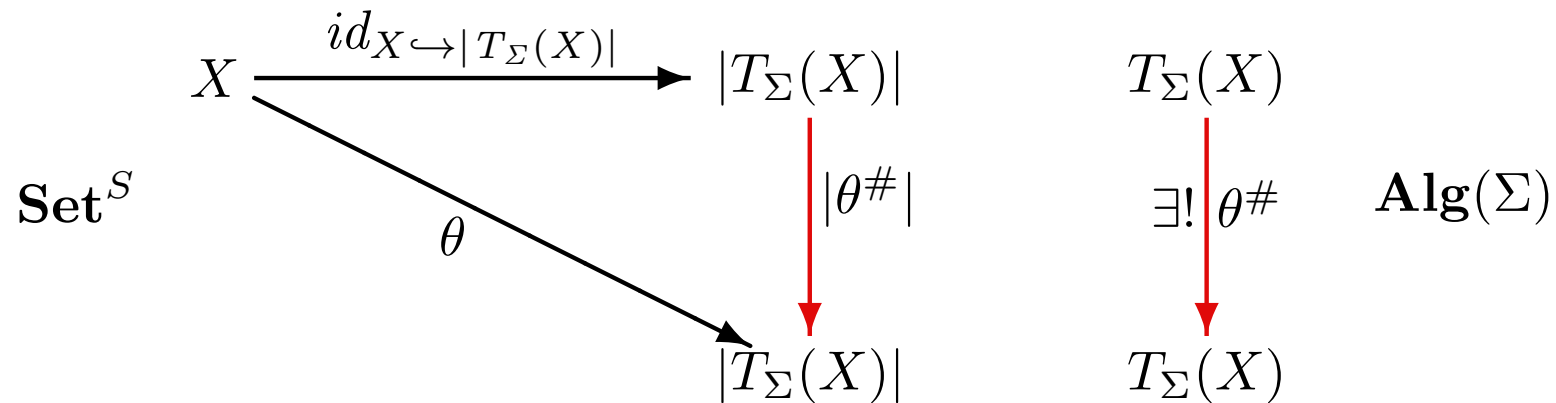 id_{X↪|T_Σ(X)|}
X |T_Σ(X)| T_Σ(X)
Set^S |θ^#| ∃! θ^# Alg(Σ)
θ
|T_Σ(X)| T_Σ(X)